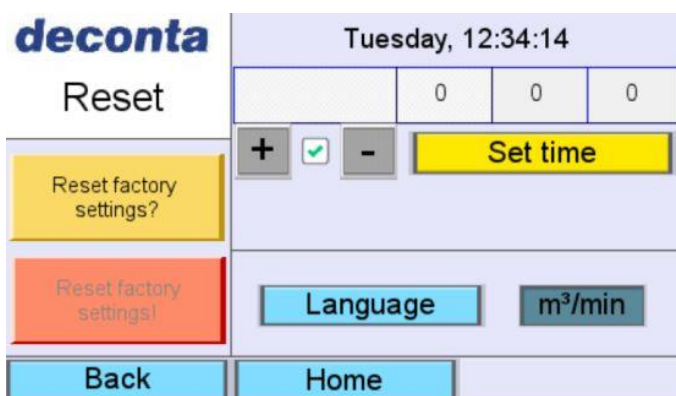 deconta
Tuesday, 12:34:14
Reset
0 0 0
+ -
Set time
Reset factory
settings?
Reset factory
settings!
Language
m³/min
Back
Home